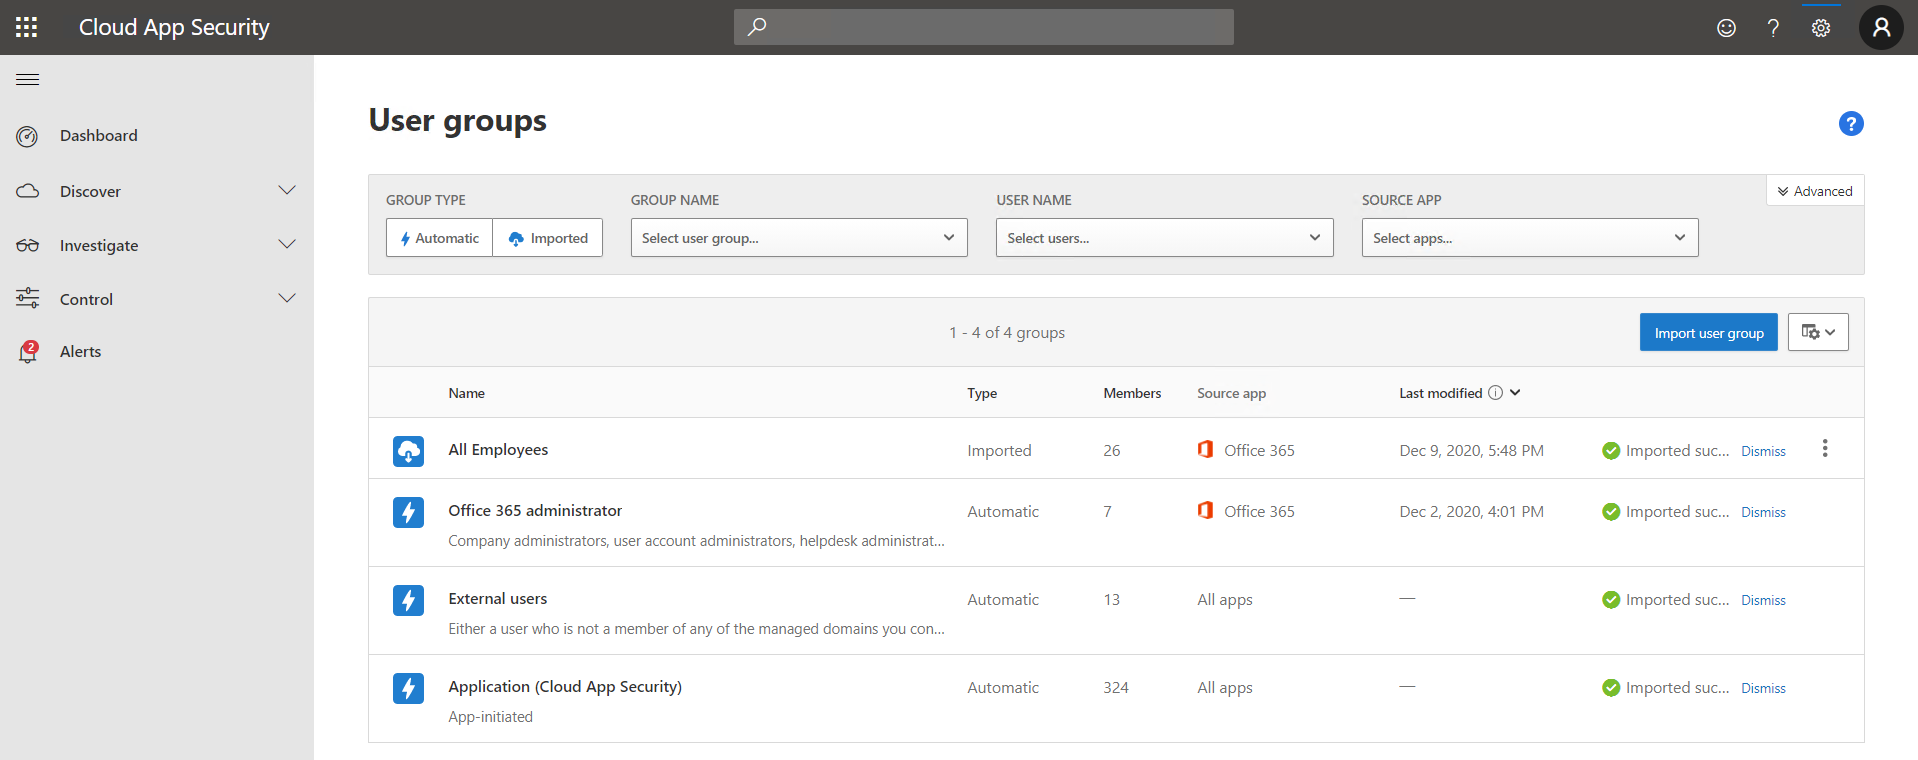 Cloud App Security
?
Dashboard
Discover
Investigate
Control
2
Alerts
User groups
?
GROUP TYPE
GROUP NAME
USER NAME
SOURCE APP
Advanced
Automatic
Imported
Select user group...
Select users...
Select apps...
1 - 4 of 4 groups
Import user group
Name Type Members Source app Last modified
All Employees Imported 26 Office 365 Dec 9, 2020, 5:48 PM Imported suc... Dismiss
Office 365 administrator Automatic 7 Office 365 Dec 2, 2020, 4:01 PM Imported suc... Dismiss
Company administrators, user account administrators, helpdesk administrat...
External users Automatic 13 All apps — Imported suc... Dismiss
Either a user who is not a member of any of the managed domains you con...
Application (Cloud App Security) Automatic 324 All apps — Imported suc... Dismiss
App-initiated